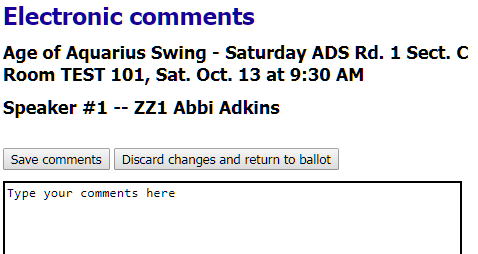 Electronic comments
Age of Aquarius Swing - Saturday ADS Rd. 1 Sect. C
Room TEST 101, Sat. Oct. 13 at 9:30 AM
Speaker #1 -- ZZ1 Abbi Adkins
Save comments Discard changes and return to ballot
Type your comments here